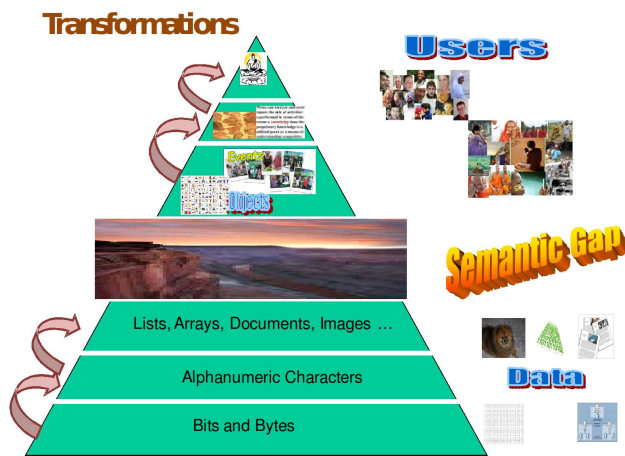 Transformations
Users
Events
Objects
Semantic Gap
Lists, Arrays, Documents, Images …
Alphanumeric Characters
Data
Bits and Bytes